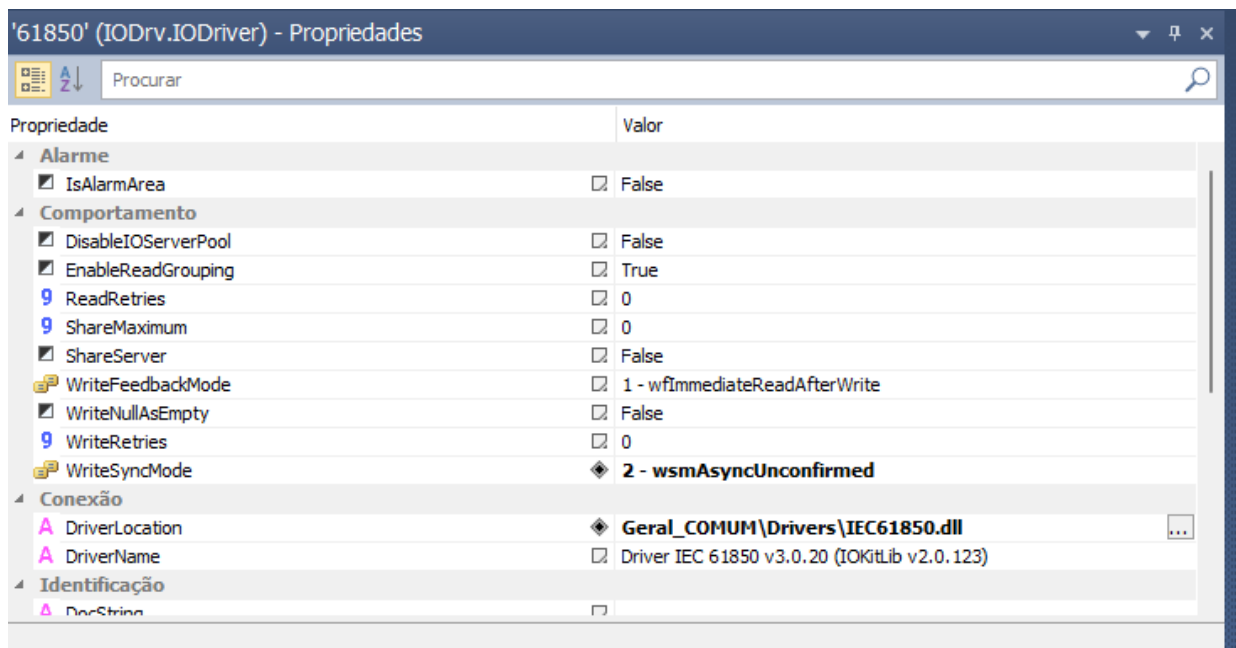 '61850' (IODrv.IODriver) - Propriedades
Procurar
Propriedade Valor
Alarme
IsAlarmArea False
Comportamento
DisableIOServerPool False
EnableReadGrouping True
ReadRetries 0
ShareMaximum 0
ShareServer False
WriteFeedbackMode 1 - wfImmediateReadAfterWrite
WriteNullAsEmpty False
WriteRetries 0
WriteSyncMode 2 - wsmAsyncUnconfirmed
Conexão
DriverLocation Geral_COMUM\Drivers\IEC61850.dll ...
DriverName Driver IEC 61850 v3.0.20 (IOKitLib v2.0.123)
Identificação
DocString